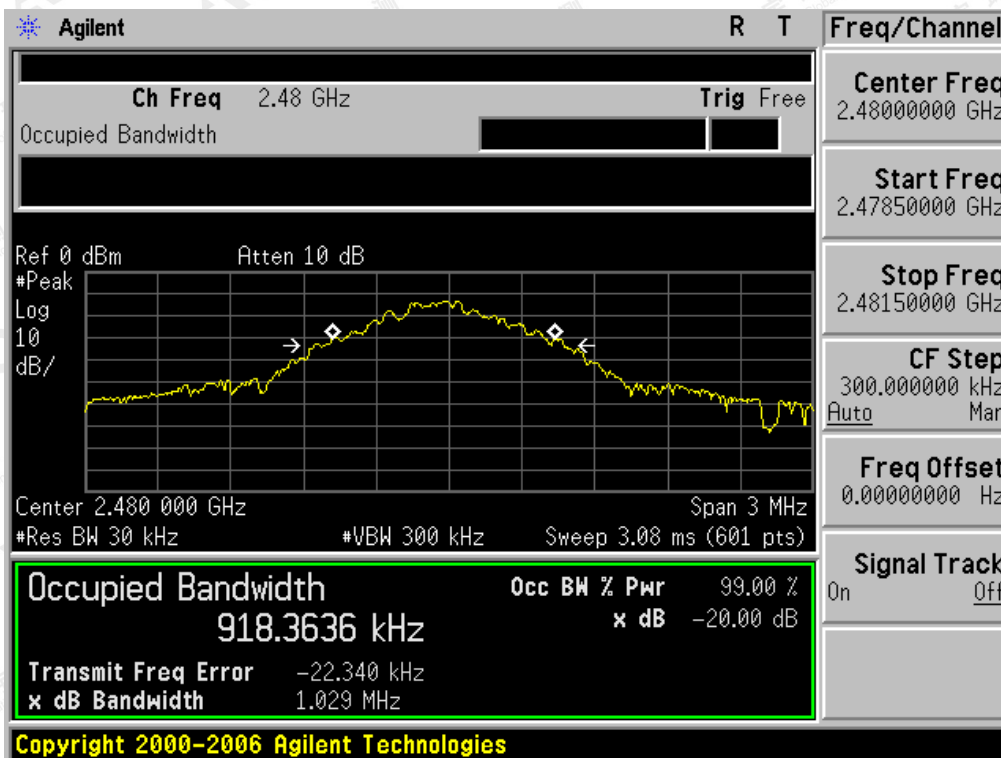 Agilent R T Freq/Channel
Ch Freq 2.48 GHz Trig Free
Occupied Bandwidth
Center Freq
2.48000000 GHz
Start Freq
2.47850000 GHz
Stop Freq
2.48150000 GHz
CF Step
300.000000 kHz
Auto Man
Freq Offset
0.00000000 Hz
Signal Track
On Off
Ref 0 dBm Atten 10 dB
#Peak
Log
10
dB/
Center 2.480 000 GHz Span 3 MHz
#Res BW 30 kHz #VBW 300 kHz Sweep 3.08 ms (601 pts)
Occupied Bandwidth Occ BW % Pwr 99.00 %
918.3636 kHz x dB -20.00 dB
Transmit Freq Error -22.340 kHz
x dB Bandwidth 1.029 MHz
Copyright 2000-2006 Agilent Technologies